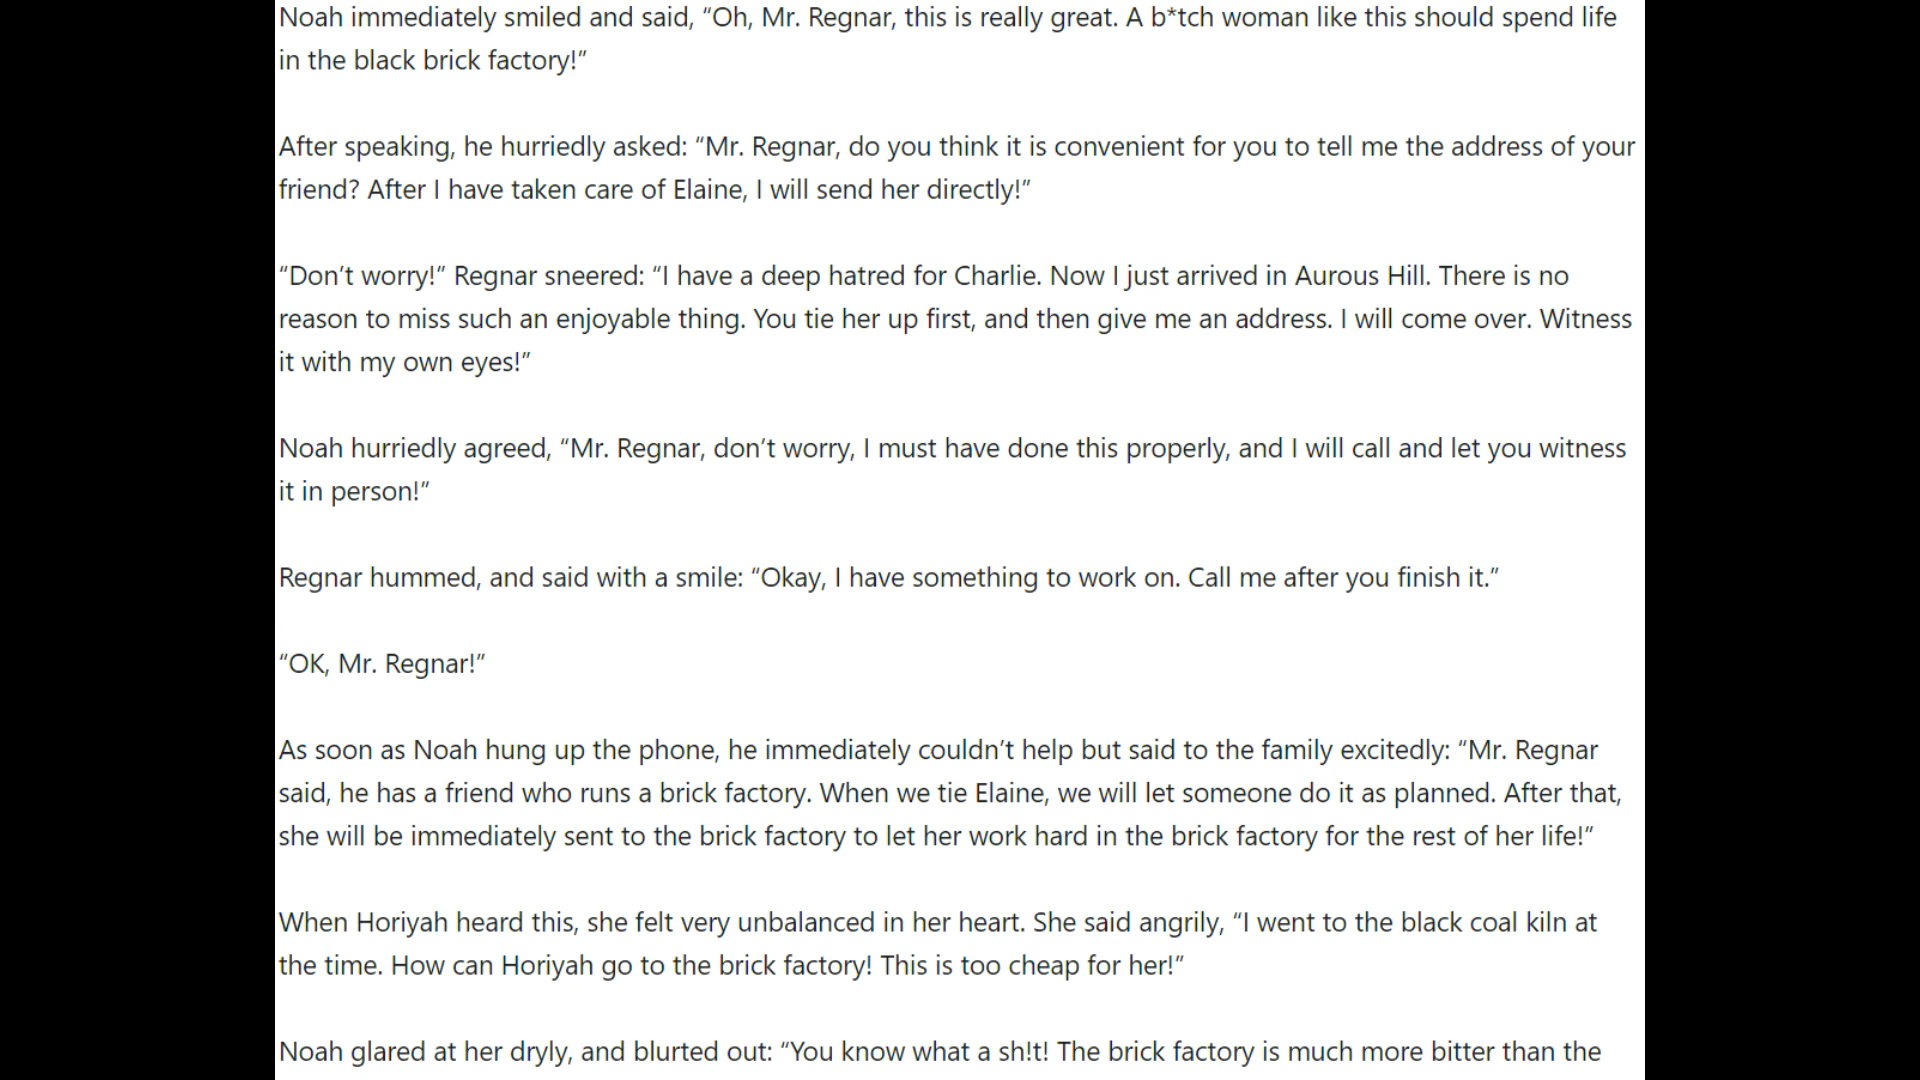 Noah immediately smiled and said, “Oh, Mr. Regnar, this is really great. A b*tch woman like this should spend life
in the black brick factory!”
After speaking, he hurriedly asked: “Mr. Regnar, do you think it is convenient for you to tell me the address of your
friend? After I have taken care of Elaine, I will send her directly!”
“Don’t worry!” Regnar sneered: “I have a deep hatred for Charlie. Now I just arrived in Aurous Hill. There is no
reason to miss such an enjoyable thing. You tie her up first, and then give me an address. I will come over. Witness
it with my own eyes!”
Noah hurriedly agreed, “Mr. Regnar, don’t worry, I must have done this properly, and I will call and let you witness
it in person!”
Regnar hummed, and said with a smile: “Okay, I have something to work on. Call me after you finish it.”
“OK, Mr. Regnar!”
As soon as Noah hung up the phone, he immediately couldn’t help but said to the family excitedly: “Mr. Regnar
said, he has a friend who runs a brick factory. When we tie Elaine, we will let someone do it as planned. After that,
she will be immediately sent to the brick factory to let her work hard in the brick factory for the rest of her life!”
When Horiyah heard this, she felt very unbalanced in her heart. She said angrily, “I went to the black coal kiln at
the time. How can Horiyah go to the brick factory! This is too cheap for her!”
Noah glared at her dryly, and blurted out: “You know what a sh!t! The brick factory is much more bitter than the